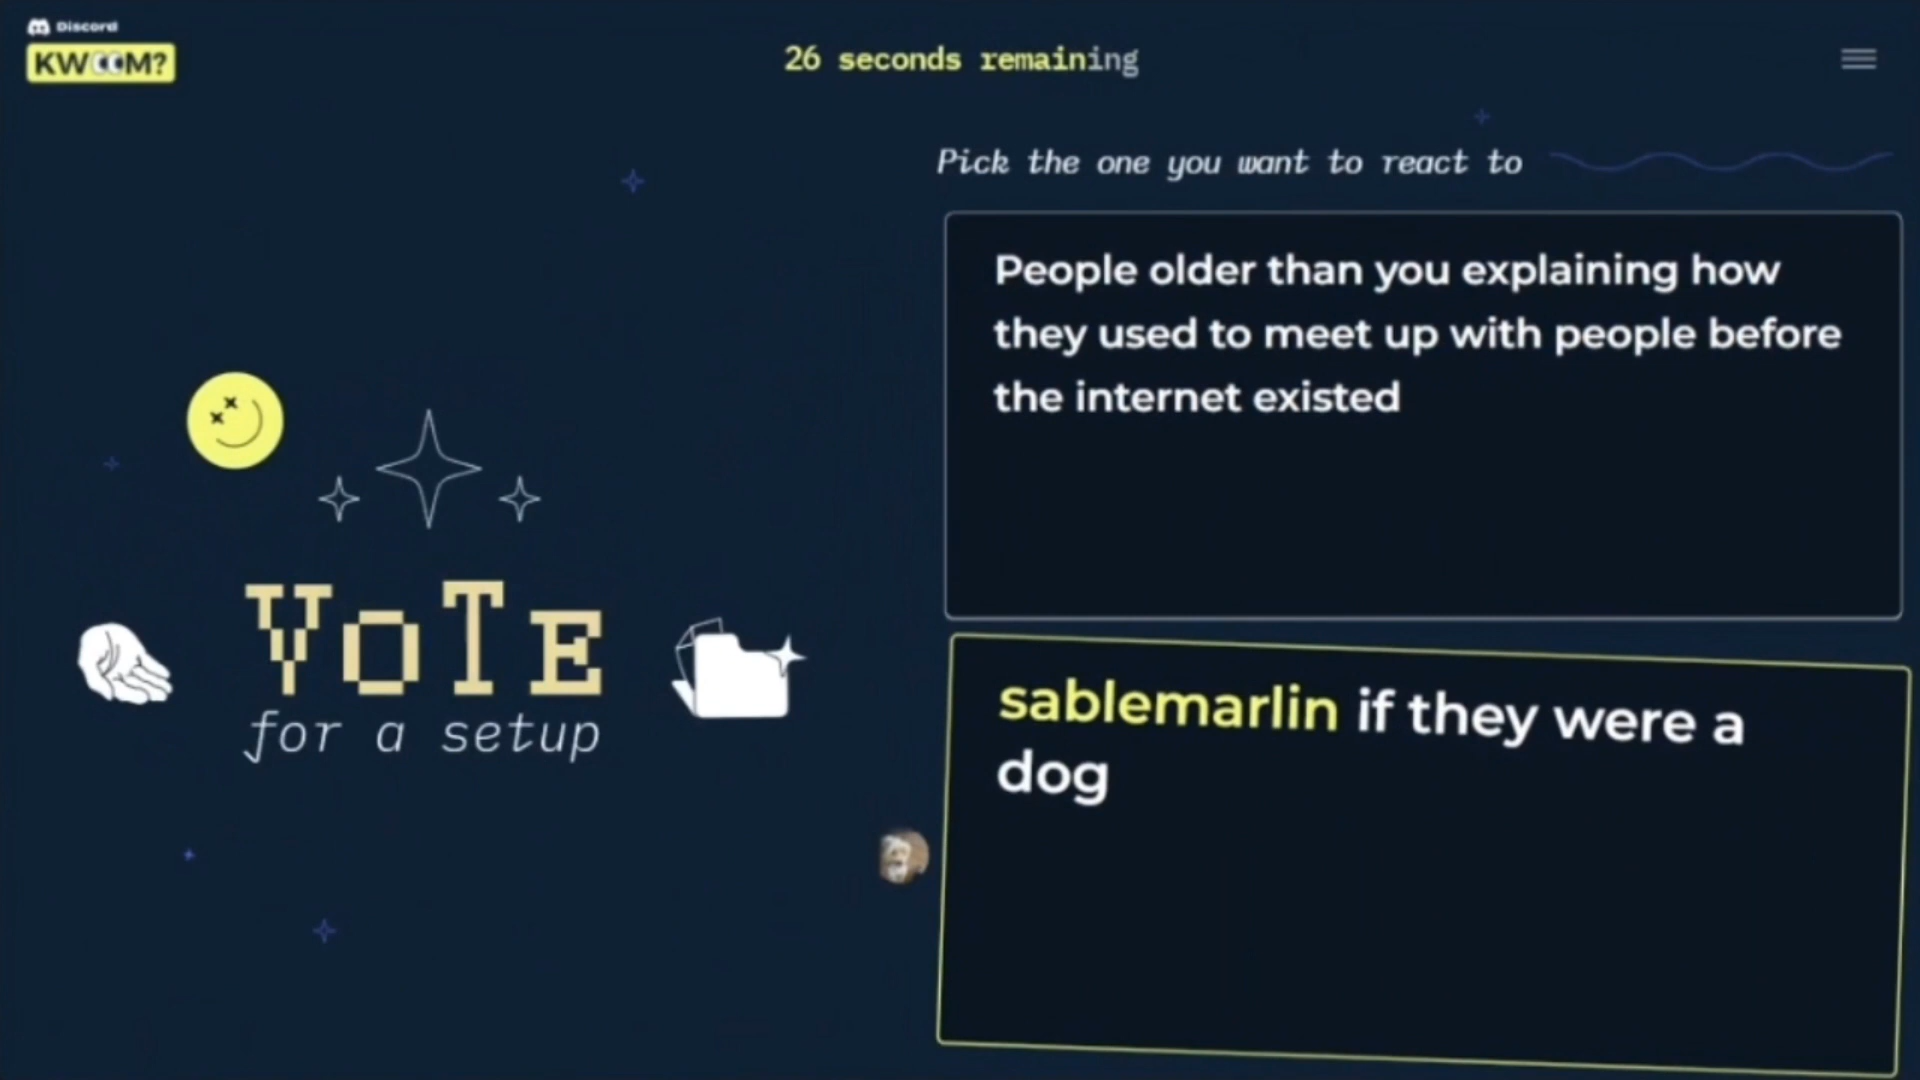 Discord
KWOOM?
26 seconds remaining
Pick the one you want to react to
People older than you explaining how
they used to meet up with people before
the internet existed
VOTE
for a setup
sablemarlin if they were a
dog